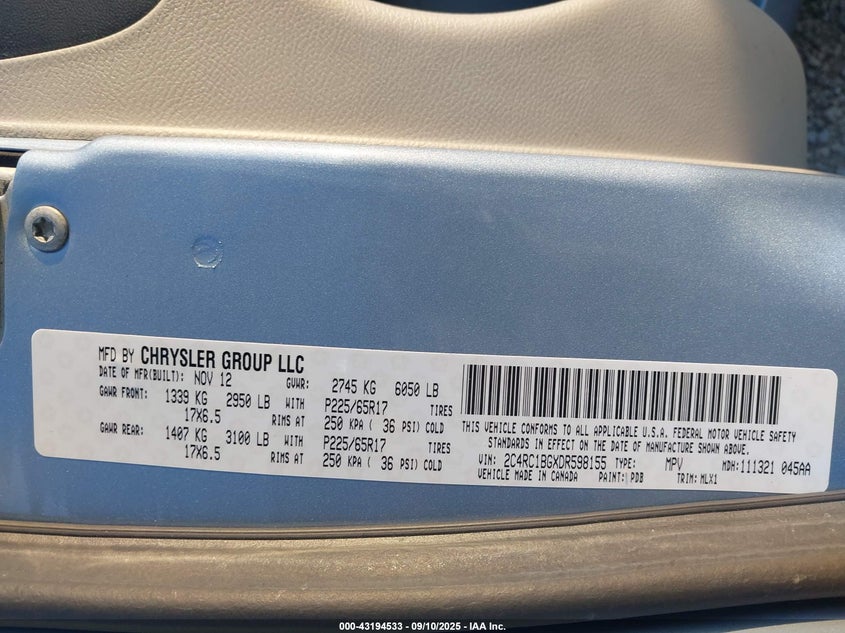 MFD BY CHRYSLER GROUP LLC
DATE OF MFR(BUILT): NOV 12 GVWR: 2745 KG 6050 LB
GAWR FRONT: 1339 KG 2950 LB WITH P225/65R17 TIRES
17X6.5 RIMS AT 250 KPA ( 36 PSI) COLD
GAWR REAR: 1407 KG 3100 LB WITH P225/65R17 TIRES
17X6.5 RIMS AT 250 KPA ( 36 PSI) COLD
THIS VEHICLE CONFORMS TO ALL APPLICABLE U.S.A. FEDERAL MOTOR VEHICLE SAFETY
STANDARDS IN EFFECT ON THE DATE OF MANUFACTURE SHOWN ABOVE.
VIN: 2C4RC1BGXDR598155 TYPE: MPV MDH: 111321 045AA
VEHICLE MADE IN CANADA PAINT: PDB TRIM: MLX1
000-43194533 - 09/10/2025 - IAA Inc.